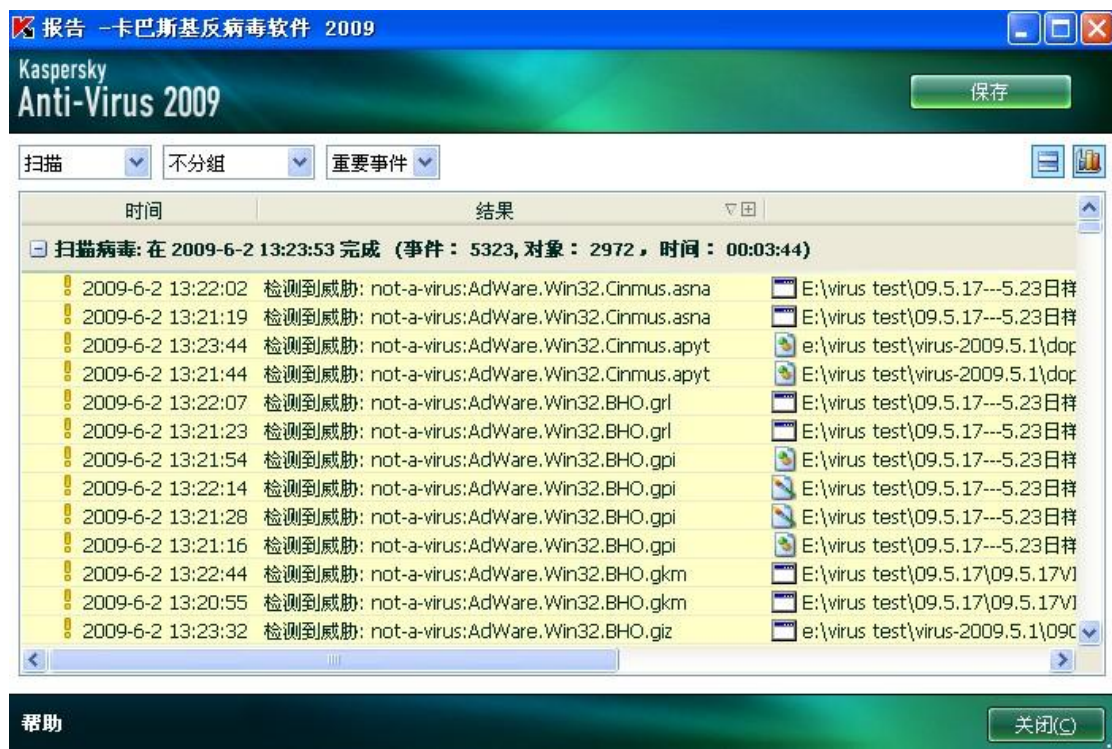 报告 -卡巴斯基反病毒软件 2009
Kaspersky
Anti-Virus 2009
保存
扫描 不分组 重要事件
时间 结果
扫描病毒: 在 2009-6-2 13:23:53 完成 (事件: 5323, 对象: 2972, 时间: 00:03:44)
2009-6-2 13:22:02 检测到威胁: not-a-virus:AdWare.Win32.Cinmus.asna E:\virus test\09.5.17---5.23日样
2009-6-2 13:21:19 检测到威胁: not-a-virus:AdWare.Win32.Cinmus.asna E:\virus test\09.5.17---5.23日样
2009-6-2 13:23:44 检测到威胁: not-a-virus:AdWare.Win32.Cinmus.apyt e:\virus test\virus-2009.5.1\dop
2009-6-2 13:21:44 检测到威胁: not-a-virus:AdWare.Win32.Cinmus.apyt e:\virus test\virus-2009.5.1\dop
2009-6-2 13:22:07 检测到威胁: not-a-virus:AdWare.Win32.BHO.grl E:\virus test\09.5.17---5.23日样
2009-6-2 13:21:23 检测到威胁: not-a-virus:AdWare.Win32.BHO.grl E:\virus test\09.5.17---5.23日样
2009-6-2 13:21:54 检测到威胁: not-a-virus:AdWare.Win32.BHO.gpi E:\virus test\09.5.17---5.23日样
2009-6-2 13:22:14 检测到威胁: not-a-virus:AdWare.Win32.BHO.gpi E:\virus test\09.5.17---5.23日样
2009-6-2 13:21:28 检测到威胁: not-a-virus:AdWare.Win32.BHO.gpi E:\virus test\09.5.17---5.23日样
2009-6-2 13:21:16 检测到威胁: not-a-virus:AdWare.Win32.BHO.gpi E:\virus test\09.5.17---5.23日样
2009-6-2 13:22:44 检测到威胁: not-a-virus:AdWare.Win32.BHO.gkm E:\virus test\09.5.17\09.5.17VI
2009-6-2 13:20:55 检测到威胁: not-a-virus:AdWare.Win32.BHO.gkm E:\virus test\09.5.17\09.5.17VI
2009-6-2 13:23:32 检测到威胁: not-a-virus:AdWare.Win32.BHO.giz e:\virus test\virus-2009.5.1\090
帮助 关闭(C)